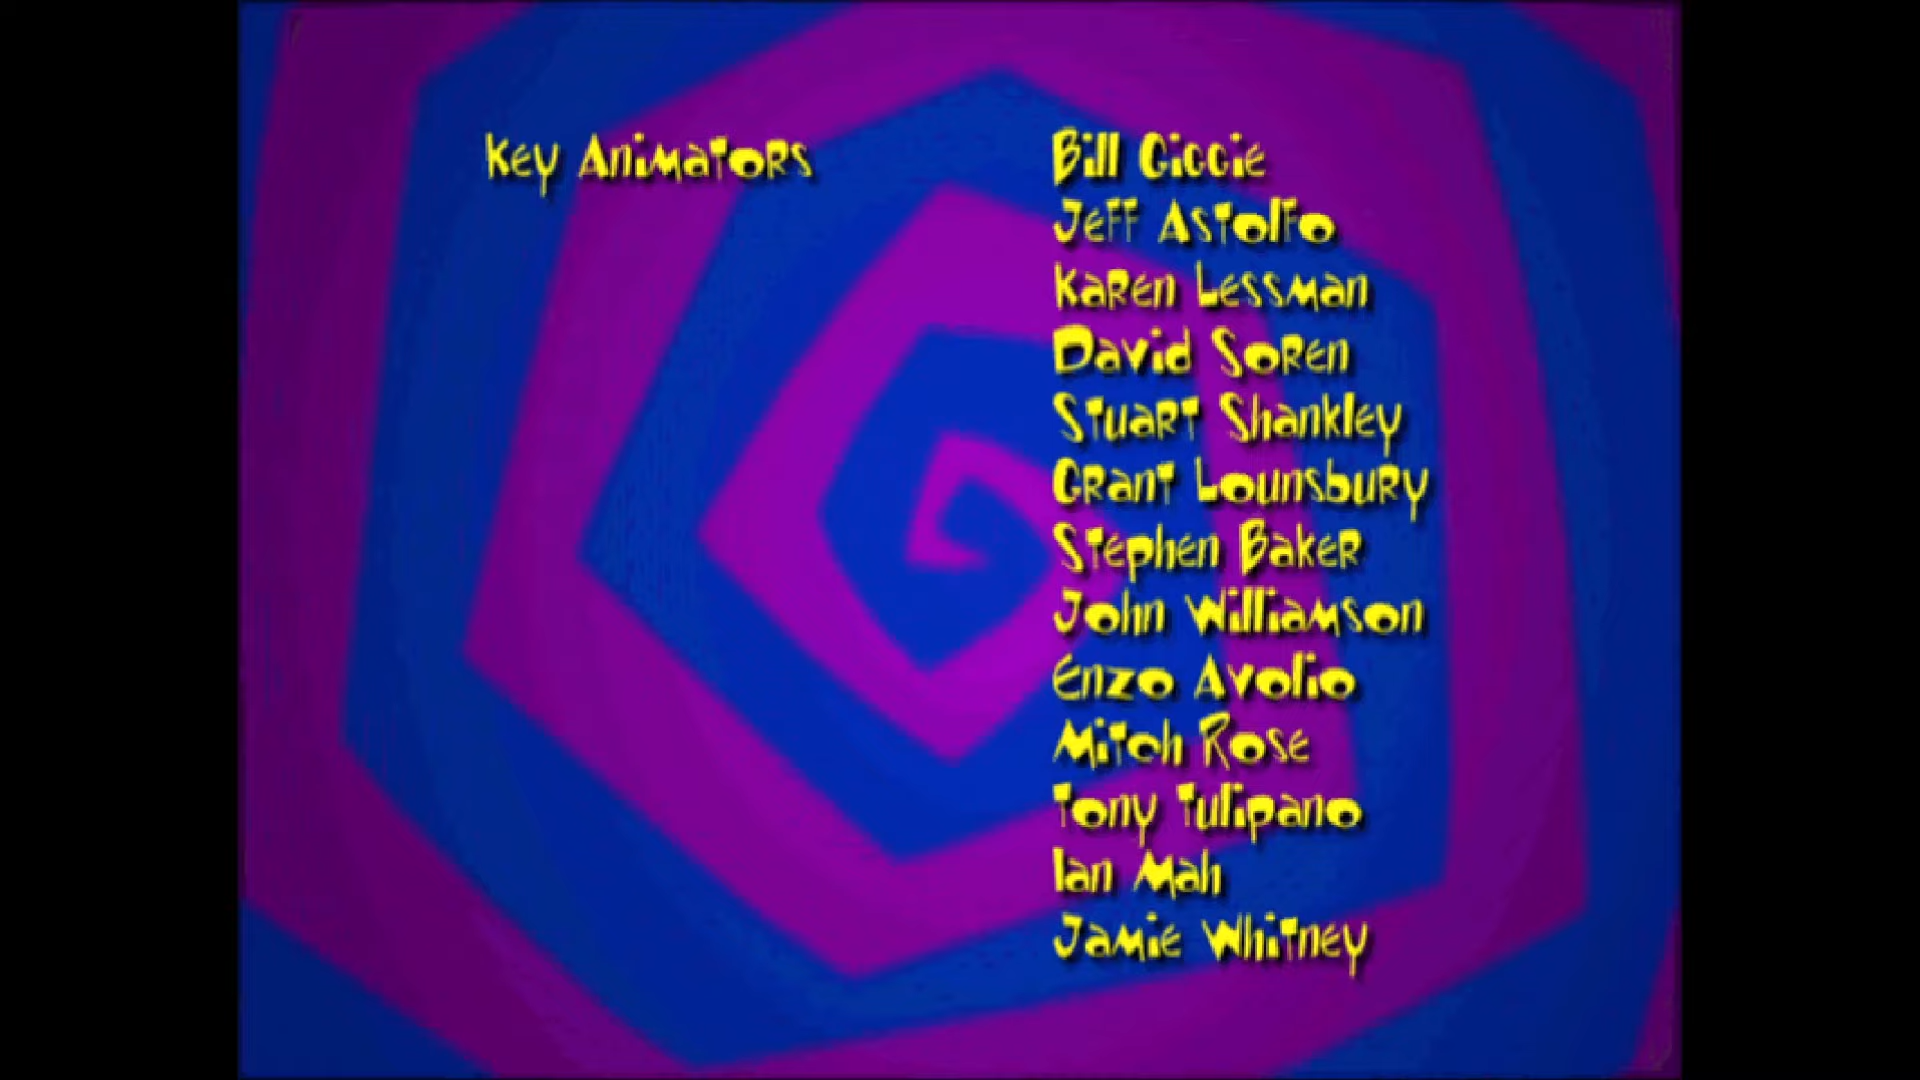 Key Animators
Bill Giggie
Jeff Astolfo
Karen Lessman
David Soren
Stuart Shankley
Grant Lounsbury
Stephen Baker
John Williamson
Enzo Avolio
Mitch Rose
Tony Tulipano
Ian Mah
Jamie Whitney